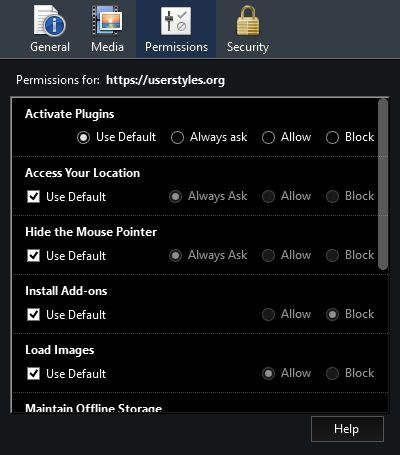 General Media Permissions Security
Permissions for: https://userstyles.org
Activate Plugins
Use Default Always ask Allow Block
Access Your Location
Use Default Always Ask Allow Block
Hide the Mouse Pointer
Use Default Always Ask Allow Block
Install Add-ons
Use Default Allow Block
Load Images
Use Default Allow Block
Maintain Offline Storage
Help